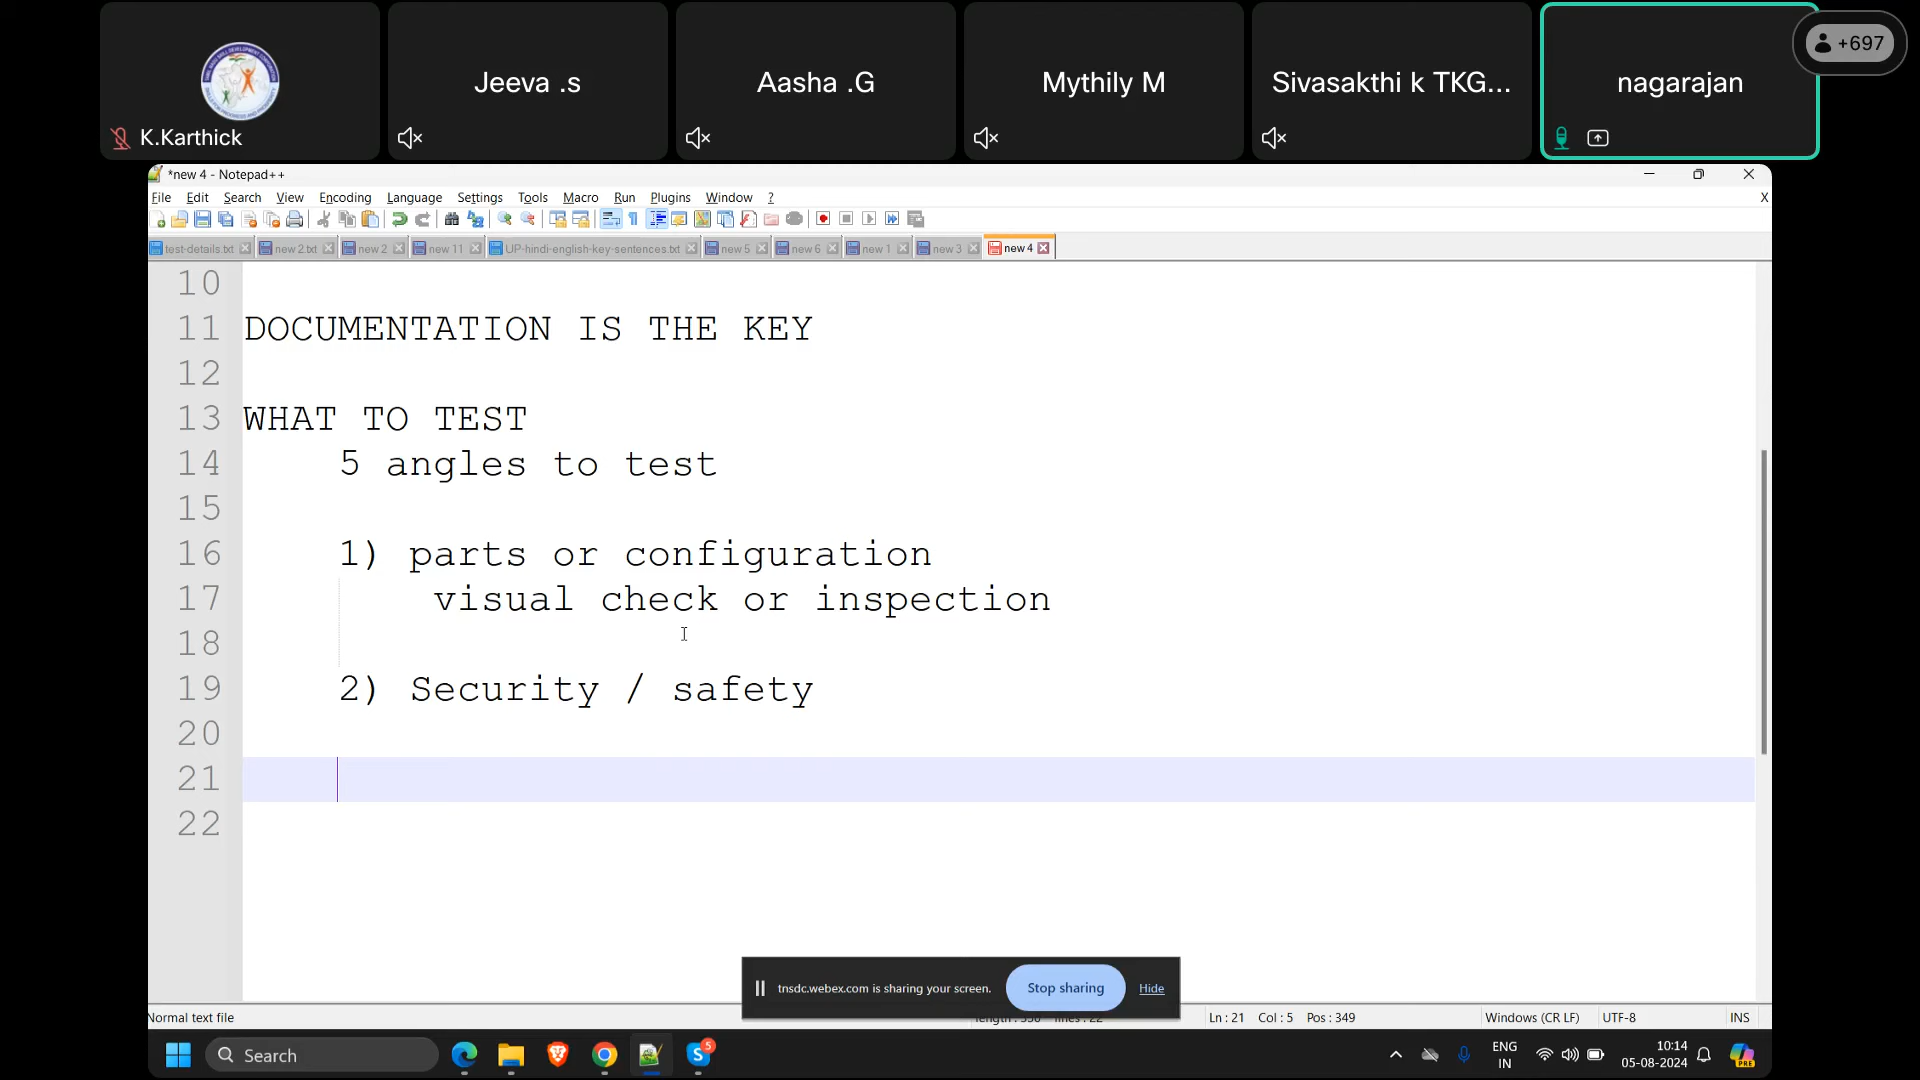 Jeeva .s
Aasha .G
Mythily M
Sivasakthi k TKG...
nagarajan
+697
K.Karthick
*new 4 - Notepad++
File Edit Search View Encoding Language Settings Tools Macro Run Plugins Window ? X
test-details.txt new 2.txt new 2 new 11 UP-hindi-english-key-sentences.txt new 5 new 6 new 1 new 3 new 4
10
11 DOCUMENTATION IS THE KEY
12
13 WHAT TO TEST
14 5 angles to test
15
16 1) parts or configuration
17 visual check or inspection
18
19 2) Security / safety
20
21
22
tnsdc.webex.com is sharing your screen. Stop sharing Hide
Normal text file Ln : 21 Col : 5 Pos : 349 Windows (CR LF) UTF-8 INS
Search
S 5
ENG
IN
10:14
05-08-2024
PRE